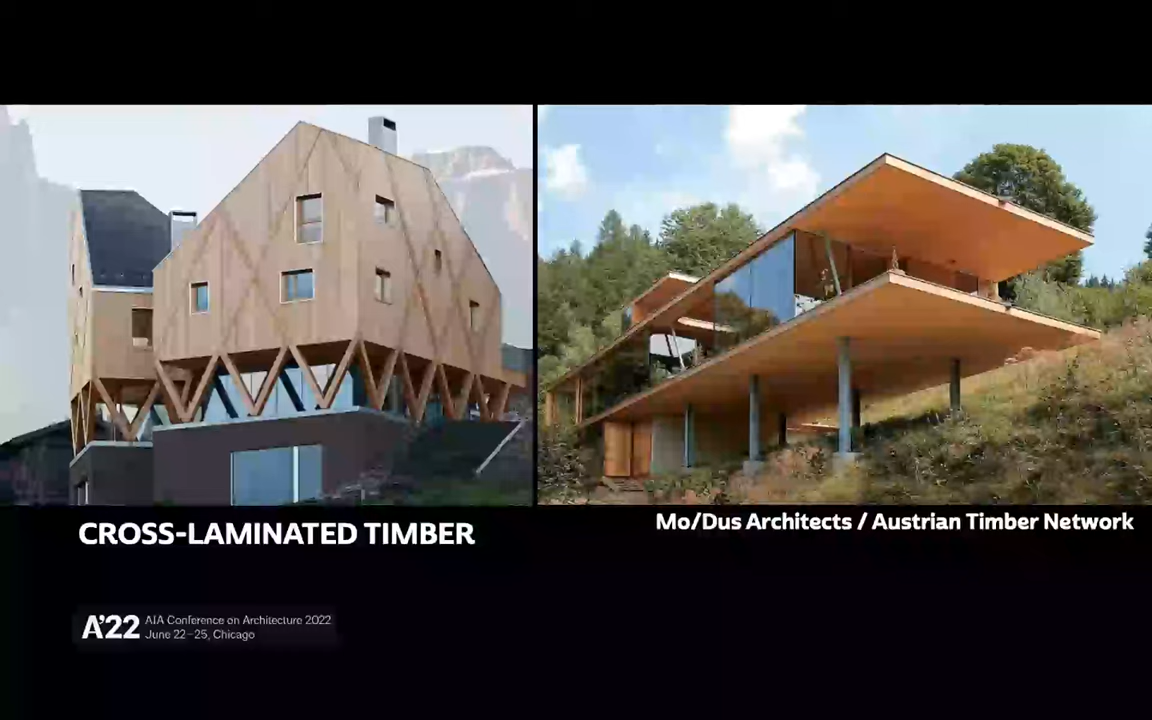 CROSS-LAMINATED TIMBER
Mo/Dus Architects / Austrian Timber Network
A'22
AIA Conference on Architecture 2022
June 22–25, Chicago